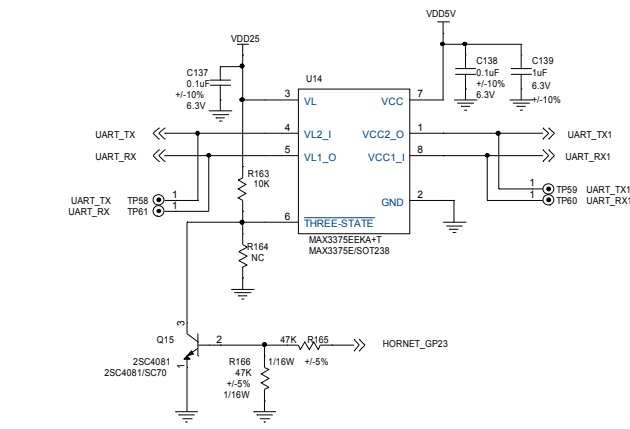 VDD5V
VDD25
C137
0.1uF
+/-10%
6.3V
U14
C138
0.1uF
+/-10%
6.3V
C139
1uF
6.3V
+/-10%
3 VL VCC 7
UART_TX 4 VL2_I VCC2_O 1 UART_TX1
UART_RX 5 VL1_O VCC1_I 8 UART_RX1
R163
10K
UART_TX TP58 1
UART_RX TP61 1
GND 2
1 TP59 UART_TX1
1 TP60 UART_RX1
6 THREE-STATE
MAX3375EEKA+T
MAX3375E/SOT238
R164
NC
3
Q15
2
1
2SC4081
2SC4081/SC70
47K R165 HORNET_GP23
1/16W +/-5%
R166
47K
+/-5%
1/16W